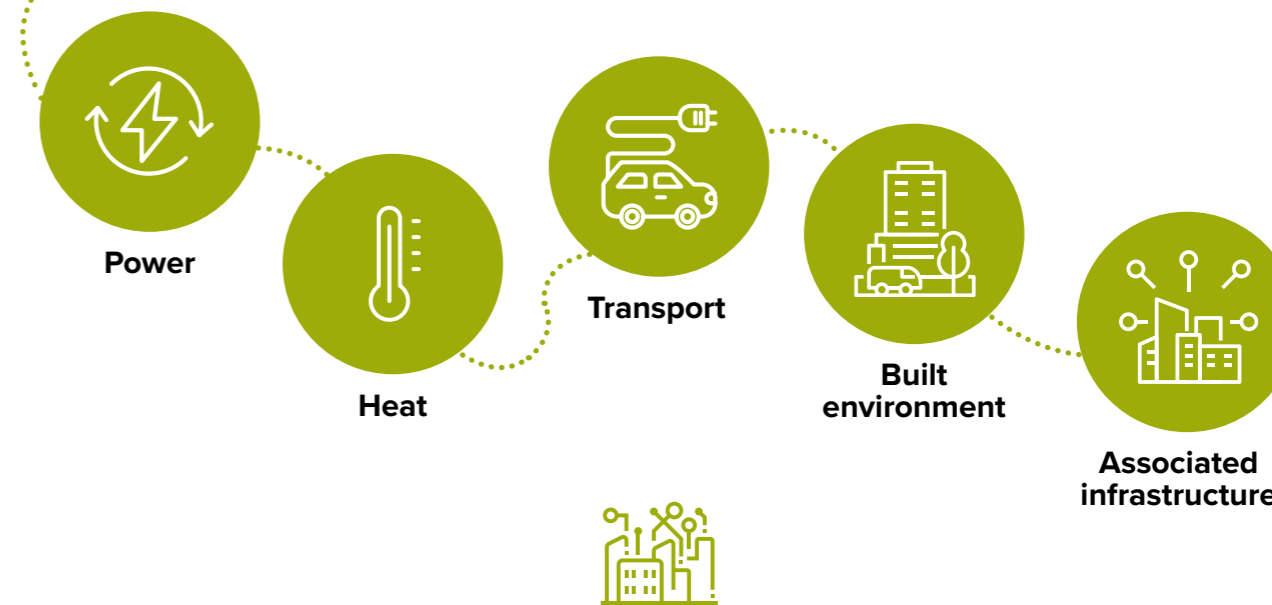 Power
Heat
Transport
Built
environment
Associated
infrastructure